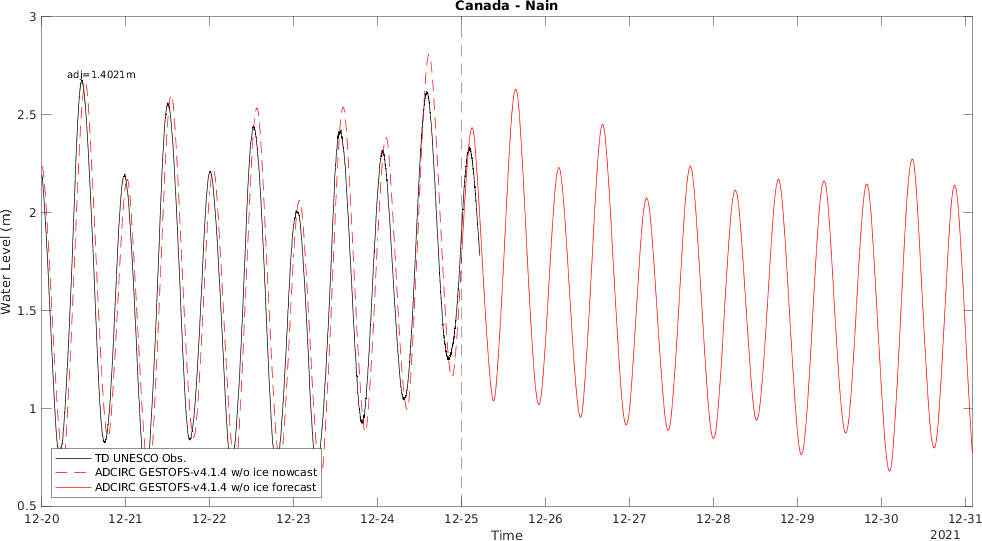 Canada - Nain
3
2.5
2
1.5
1
0.5
Water Level (m)
adj=1.4021m
TD UNESCO Obs.
ADCIRC GESTOFS-v4.1.4 w/o ice nowcast
ADCIRC GESTOFS-v4.1.4 w/o ice forecast
12-20 12-21 12-22 12-23 12-24 12-25 12-26 12-27 12-28 12-29 12-30 12-31
Time
2021